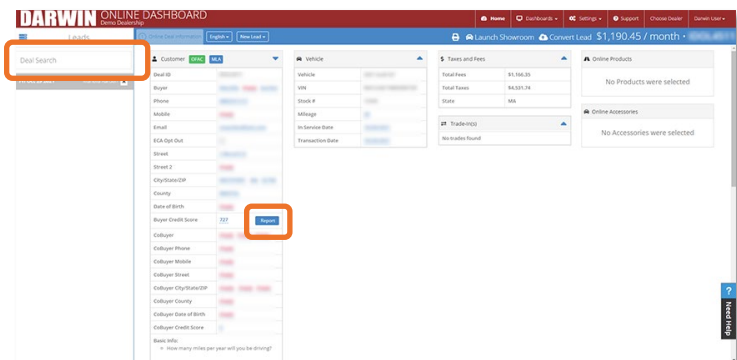 DARWIN ONLINE DASHBOARD
Demo Dealership
Home Dashboards Settings Support Choose Dealer Darwin User
Leads
Online Deal Information English New Lead
Launch Showroom Convert Lead $1,190.45 / month •
Deal Search
Customer OFAC MLA
Deal ID
Buyer
Phone
Mobile
Email
ECA Opt Out
Street
Street 2
City/State/ZIP
County
Date of Birth
Buyer Credit Score 727 Report
CoBuyer
CoBuyer Phone
CoBuyer Mobile
CoBuyer Street
CoBuyer City/State/ZIP
CoBuyer County
CoBuyer Date of Birth
CoBuyer Credit Score
Basic Info:
How many miles per year will you be driving?
Vehicle
Vehicle
VIN
Stock #
Mileage
In-Service Date
Transaction Date
$ Taxes and Fees
Total Fees $1,166.35
Total Taxes $4,531.74
State MA
Trade-in(s)
No trades found
Online Products
No Products were selected
Online Accessories
No Accessories were selected
? Need Help